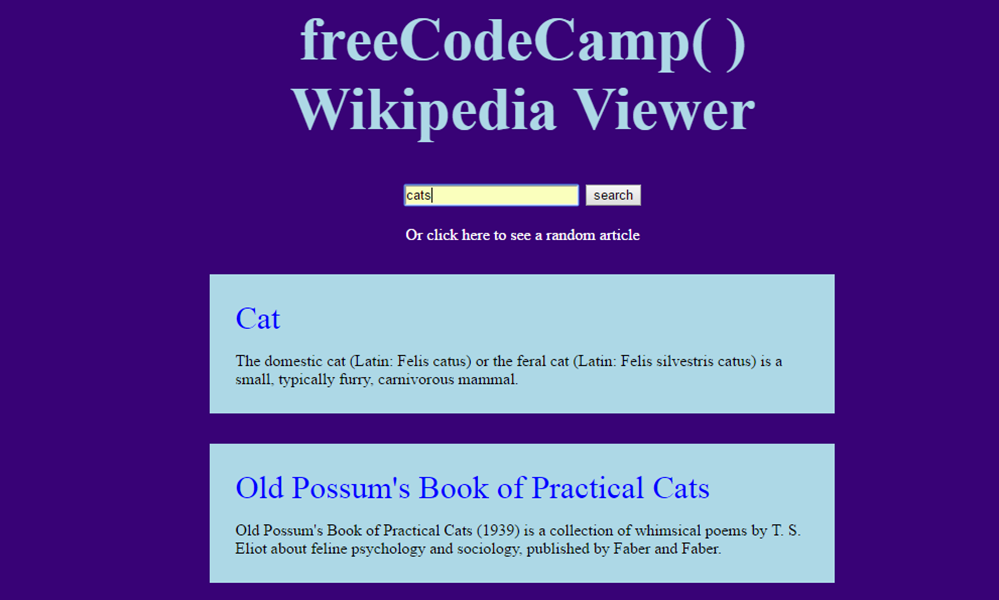 freeCodeCamp( )
Wikipedia Viewer
cats
search
Or click here to see a random article
Cat
The domestic cat (Latin: Felis catus) or the feral cat (Latin: Felis silvestris catus) is a
small, typically furry, carnivorous mammal.
Old Possum's Book of Practical Cats
Old Possum's Book of Practical Cats (1939) is a collection of whimsical poems by T. S.
Eliot about feline psychology and sociology, published by Faber and Faber.